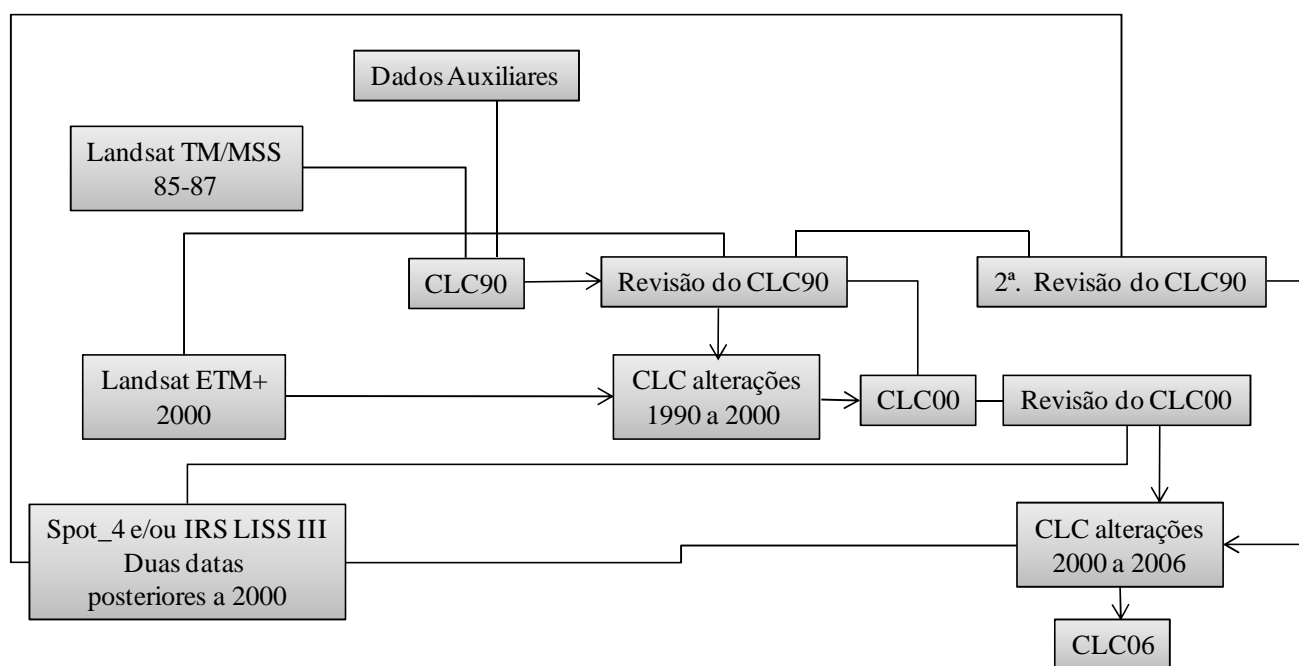 Dados Auxiliares
Landsat TM/MSS
85-87
CLC90
Revisão do CLC90
2ª. Revisão do CLC90
Landsat ETM+
2000
CLC alterações
1990 a 2000
CLC00
Revisão do CLC00
Spot_4 e/ou IRS LISS III
Duas datas
posteriores a 2000
CLC alterações
2000 a 2006
CLC06